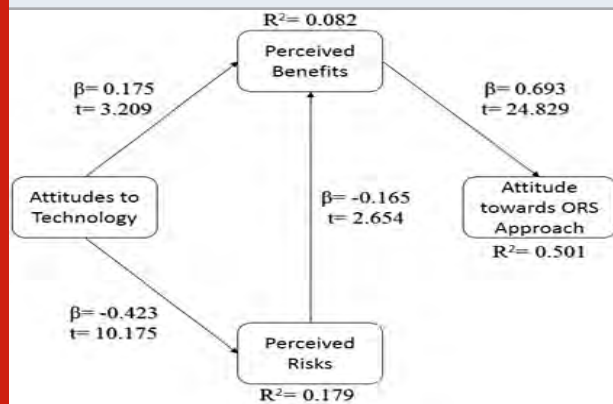 R²= 0.082
Perceived
Benefits
β= 0.175
t= 3.209
β= 0.693
t= 24.829
Attitudes to
Technology
β= -0.165
t= 2.654
Attitude
towards ORS
Approach
R²= 0.501
β= -0.423
t= 10.175
Perceived
Risks
R²= 0.179